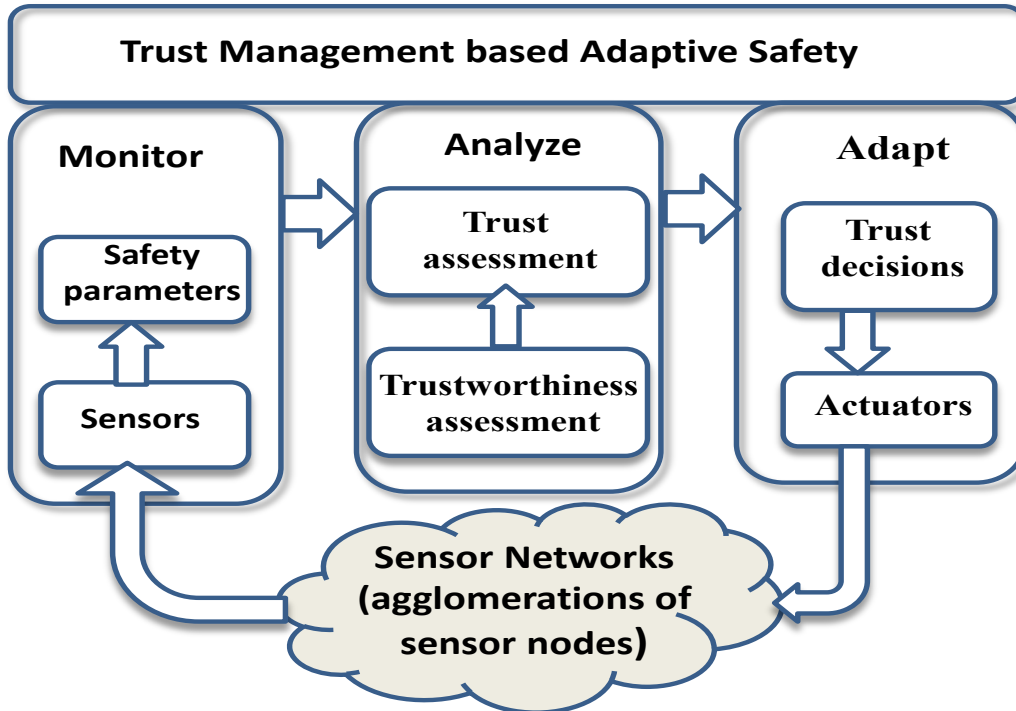 Trust Management based Adaptive Safety
Monitor
Safety
parameters
Sensors
Analyze
Trust
assessment
Trustworthiness
assessment
Adapt
Trust
decisions
Actuators
Sensor Networks
(agglomerations of
sensor nodes)